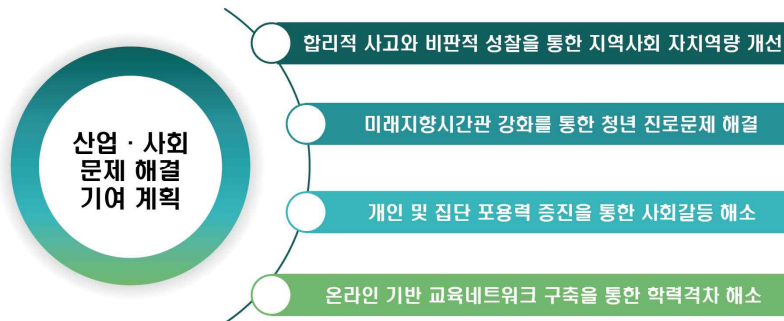 산업 · 사회
문제 해결
기여 계획
합리적 사고와 비판적 성찰을 통한 지역사회 자치역량 개선
미래지향시간관 강화를 통한 청년 진로문제 해결
개인 및 집단 포용력 증진을 통한 사회갈등 해소
온라인 기반 교육네트워크 구축을 통한 학력격차 해소